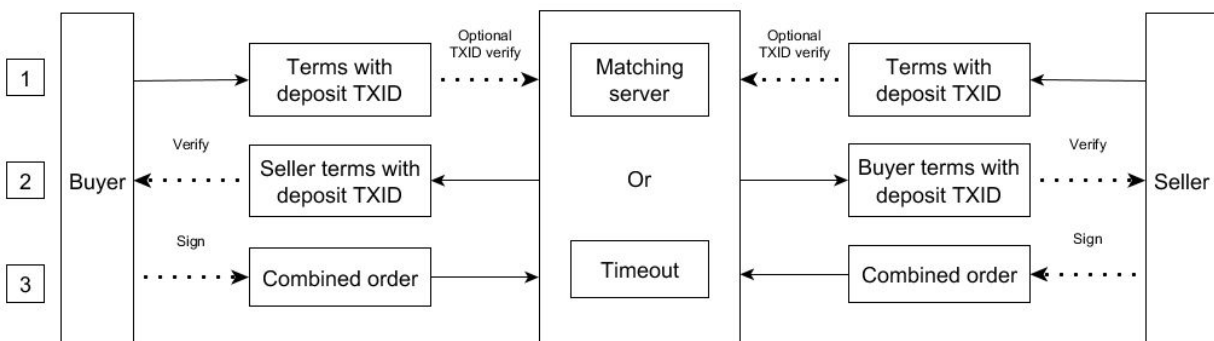 Optional
TXID verify
Optional
TXID verify
1
Terms with
deposit TXID
Matching
server
Terms with
deposit TXID
Verify
Verify
2
Buyer
Seller terms with
deposit TXID
Or
Buyer terms with
deposit TXID
Seller
Sign
Sign
3
Combined order
Timeout
Combined order